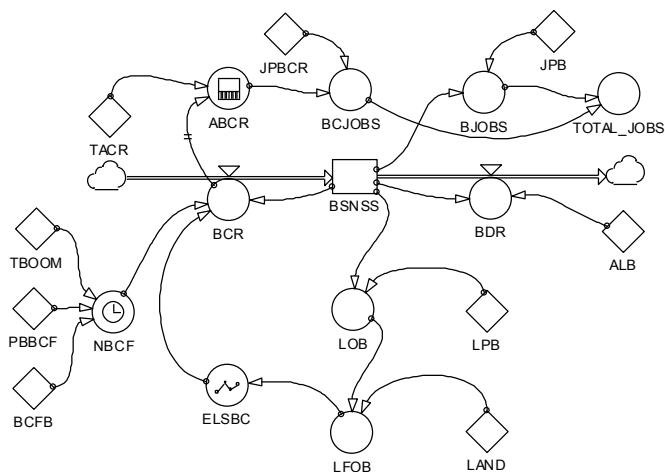 JPBCR
JPB
ABCR
BCJOBS
BJOBS
TOTAL_JOBS
TACR
BSNSS
BCR
BDR
TBOOM
ALB
PBBCF
NBCF
LOB
LPB
BCFB
ELSBC
LFOB
LAND